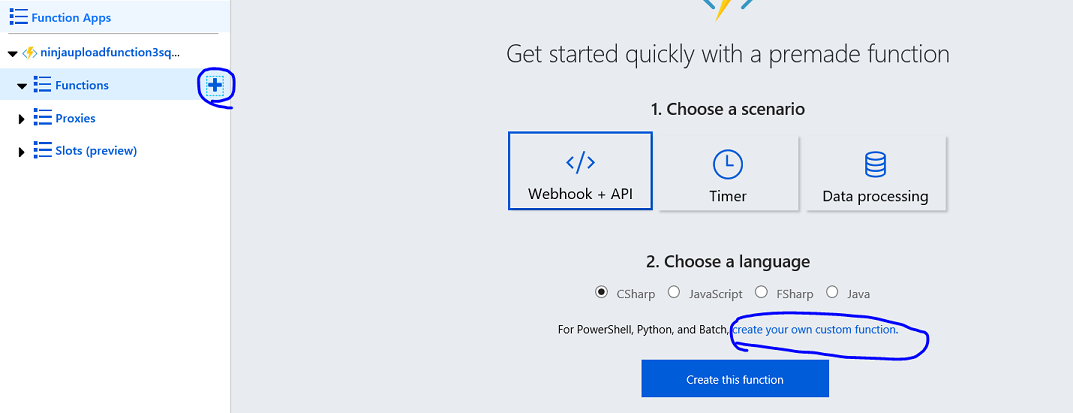 Function Apps
ninjauploadfunction3sq...
Functions
Proxies
Slots (preview)
Get started quickly with a premade function
1. Choose a scenario
Webhook + API
Timer
Data processing
2. Choose a language
CSharp JavaScript FSharp Java
For PowerShell, Python, and Batch, create your own custom function.
Create this function